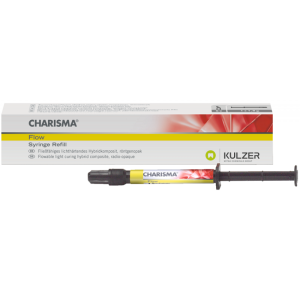 CHARISMA®
Flow
Syringe Refill
Fließfähiges lichthärtendes Hybridkomposit, röntgenopak
Flowable light curing hybrid composite, radio opaque
KULZER
CHARISMA®